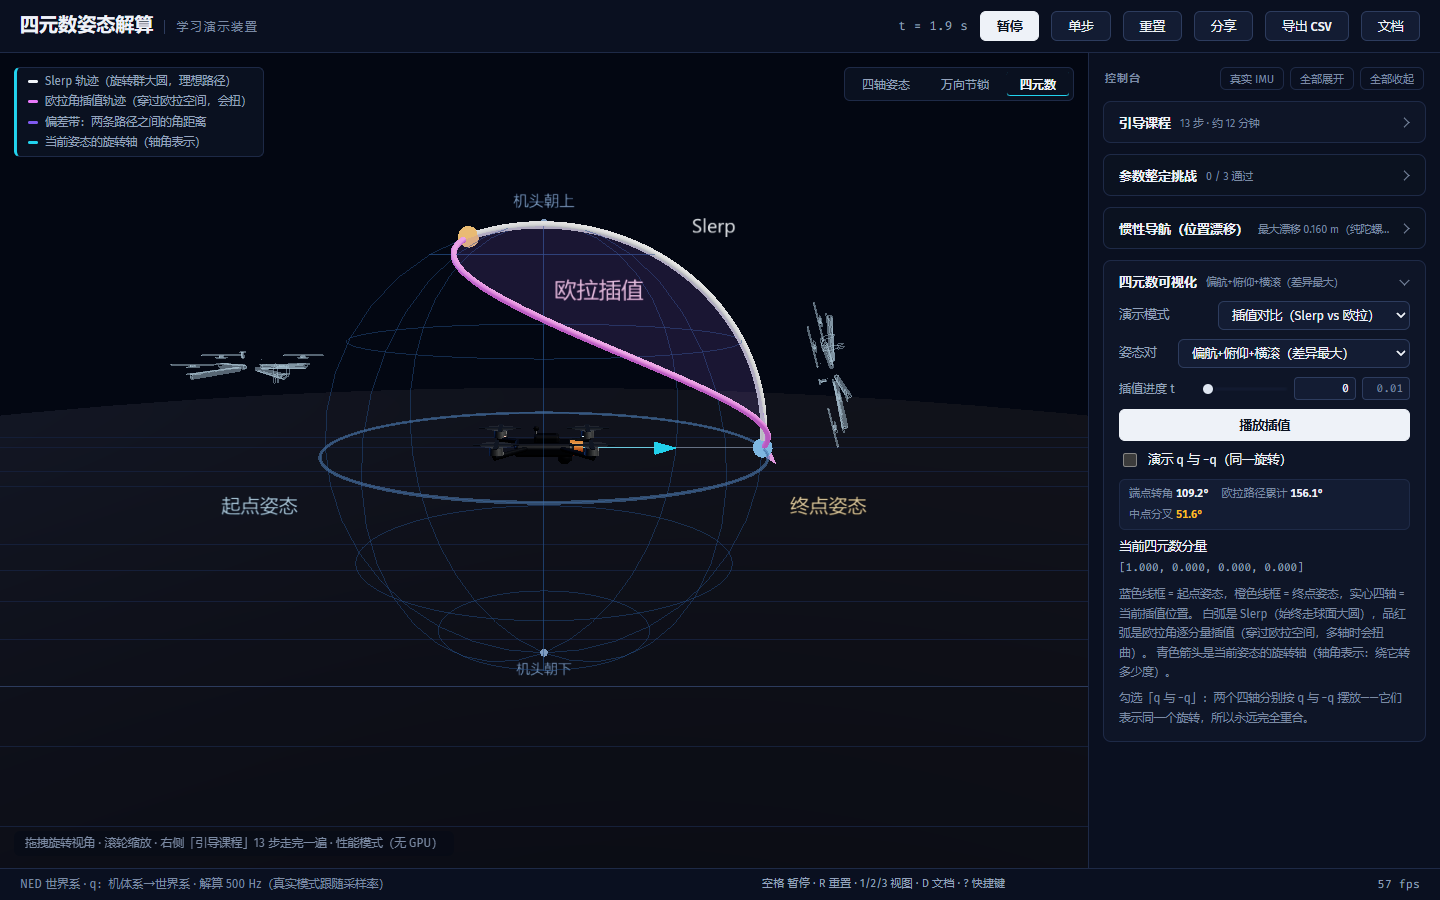 四元数姿态解算 学习演示装置
t = 1.9 s 暂停 单步 重置 分享 导出 CSV 文档
Slerp 轨迹（旋转群大圆，理想路径）
欧拉角插值轨迹（穿过欧拉空间，会扭）
偏差带：两条路径之间的角距离
当前姿态的旋转轴（轴角表示）
四轴姿态 万向节锁 四元数
机头朝上
Slerp
欧拉插值
起点姿态
终点姿态
机头朝下
拖拽旋转视角 · 滚轮缩放 · 右侧「引导课程」13 步走完一遍 · 性能模式（无 GPU）
控制台 真实 IMU 全部展开 全部收起
引导课程 13 步 · 约 12 分钟
参数整定挑战 0 / 3 通过
惯性导航（位置漂移） 最大漂移 0.160 m（纯陀螺...
四元数可视化 偏航+俯仰+横滚（差异最大）
演示模式 插值对比（Slerp vs 欧拉）
姿态对 偏航+俯仰+横滚（差异最大）
插值进度 t 0 0.01
播放插值
演示 q 与 -q（同一旋转）
端点转角 109.2° 欧拉路径累计 156.1°
中点分叉 51.6°
当前四元数分量
[1.000, 0.000, 0.000, 0.000]
蓝色线框 = 起点姿态，橙色线框 = 终点姿态，实心四轴 =
当前插值位置。 白弧是 Slerp（始终走球面大圆），品红
弧是欧拉角逐分量插值（穿过欧拉空间，多轴时会扭
曲）。 青色箭头是当前姿态的旋转轴（轴角表示：绕它转
多少度）。
勾选「q 与 -q」：两个四轴分别按 q 与 -q 摆放——它们
表示同一个旋转，所以永远完全重合。
NED 世界系 · q: 机体系→世界系 · 解算 500 Hz（真实模式跟随采样率）
空格 暂停 · R 重置 · 1/2/3 视图 · D 文档 · ? 快捷键
57 fps